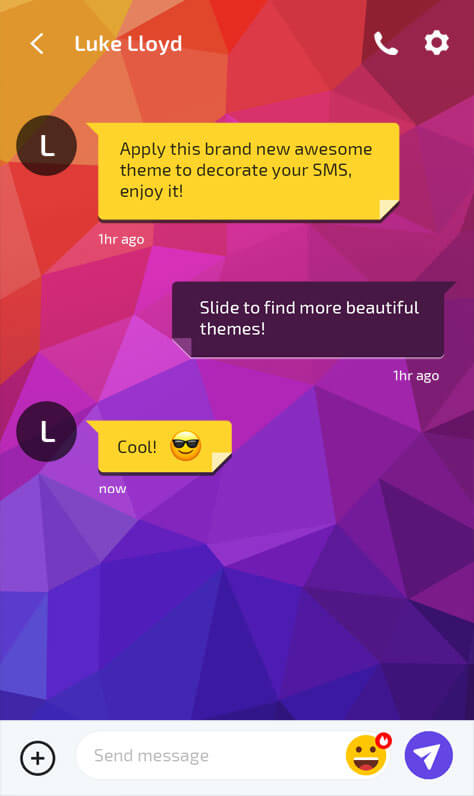 Luke Lloyd
L
Apply this brand new awesome
theme to decorate your SMS,
enjoy it!
1hr ago
Slide to find more beautiful
themes!
1hr ago
L
Cool! 😎
now
Send message